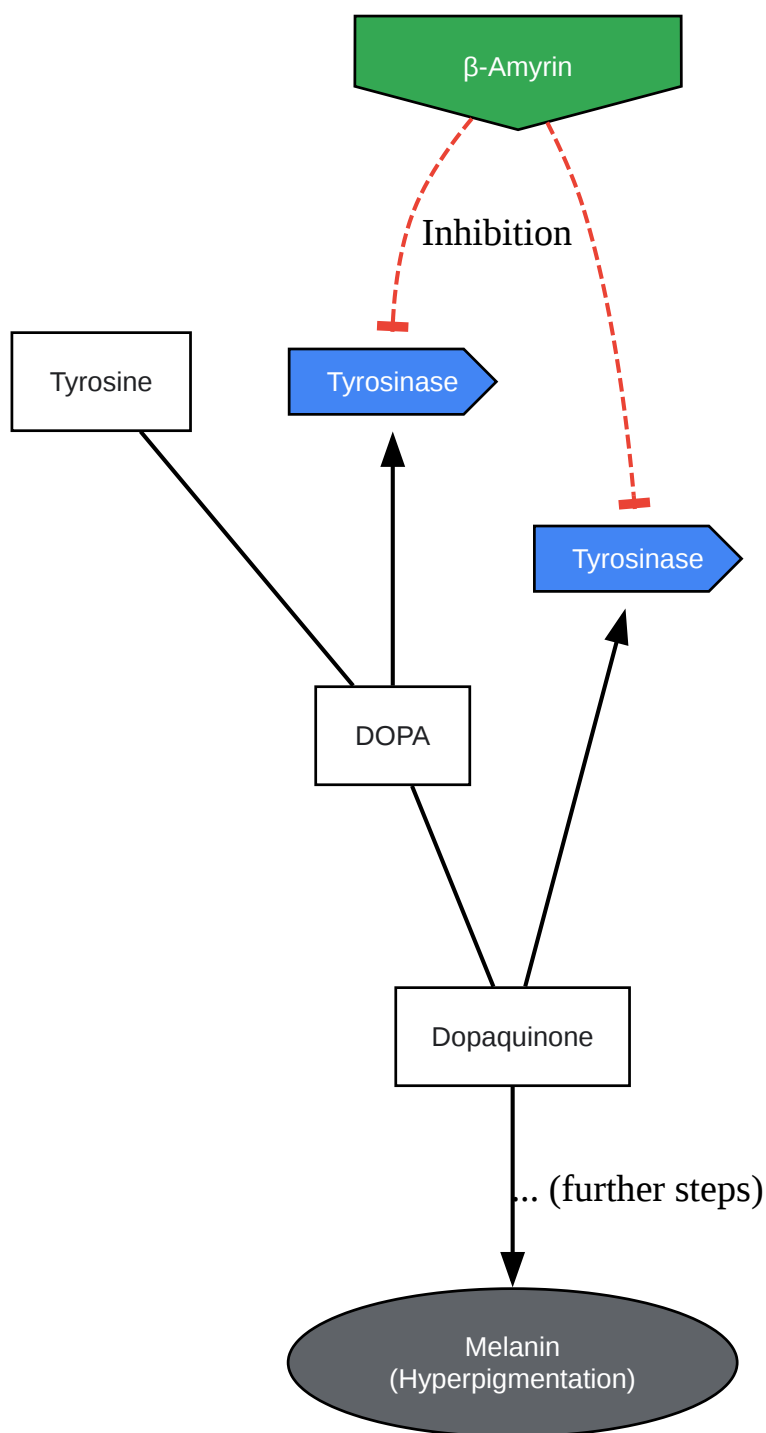 β-Amyrin
Inhibition
Tyrosine
Tyrosinase
Tyrosinase
DOPA
Dopaquinone
... (further steps)
Melanin
(Hyperpigmentation)